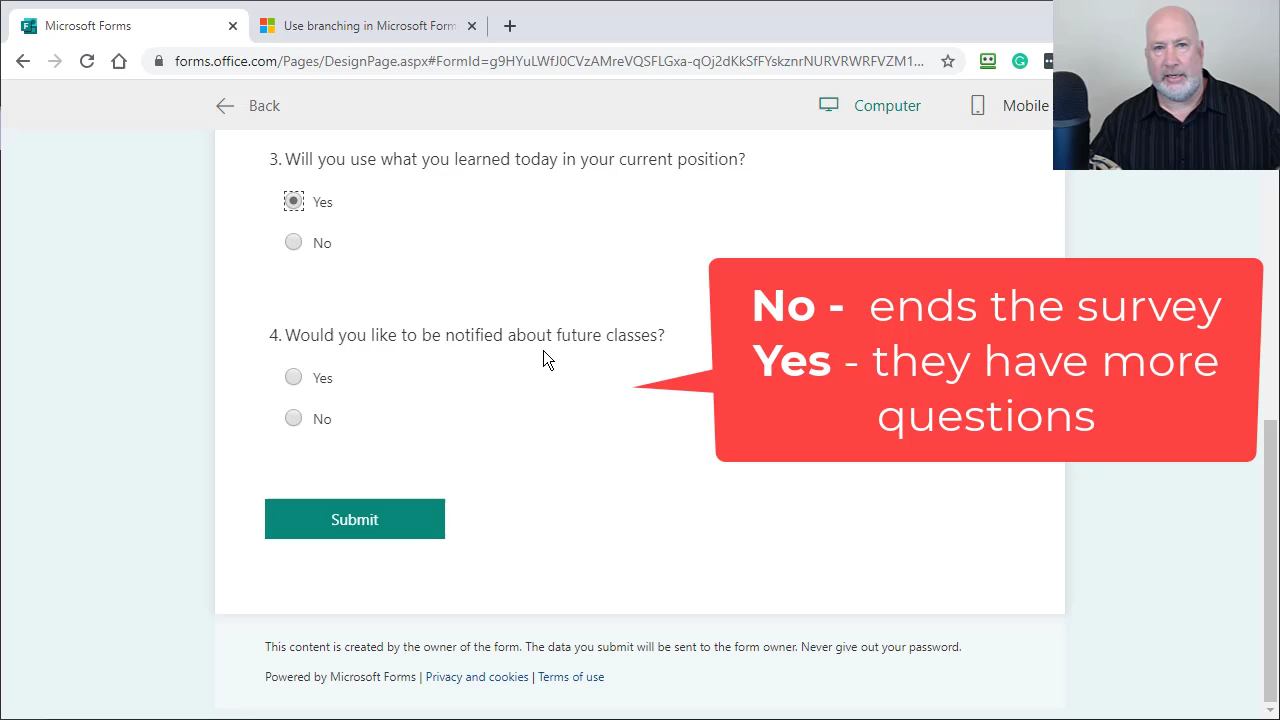 Microsoft Forms
Use branching in Microsoft Form
forms.office.com/Pages/DesignPage.aspx#FormId=g9HYuLWfJ0CVzAMreVQSFLGxa-qOj2dKkSfYskznrNURVRWRFVZM1...
Back
Computer
Mobile
3. Will you use what you learned today in your current position?
Yes
No
No - ends the survey
Yes - they have more
questions
4. Would you like to be notified about future classes?
Yes
No
Submit
This content is created by the owner of the form. The data you submit will be sent to the form owner. Never give out your password.
Powered by Microsoft Forms | Privacy and cookies | Terms of use